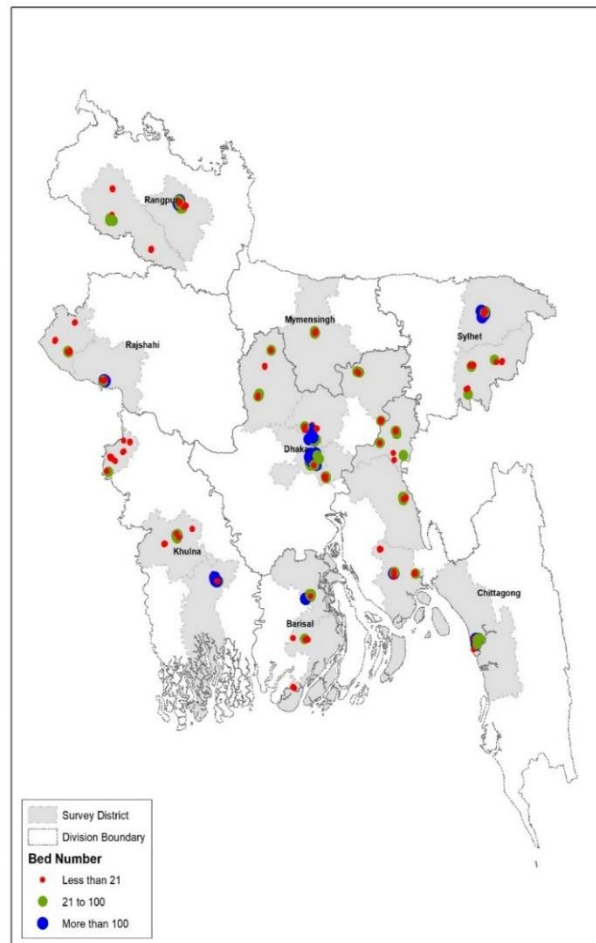 Rangpur
Mymensingh
Sylhet
Rajshahi
Dhaka
Khulna
Chittagong
Barisal
Survey District
Division Boundary
Bed Number
Less than 21
21 to 100
More than 100